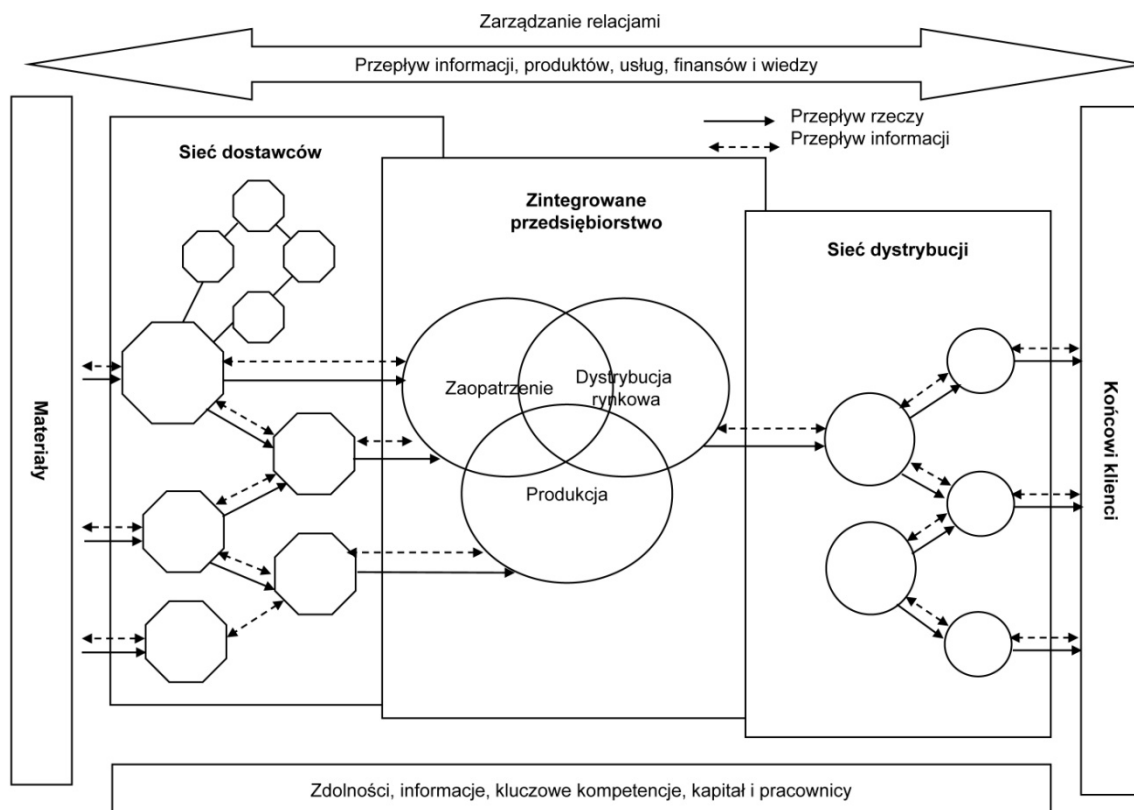 Zarządzanie relacjami
Przepływ informacji, produktów, usług, finansów i wiedzy
Przepływ rzeczy
Przepływ informacji
Sieć dostawców
Zintegrowane
przedsiębiorstwo
Sieć dystrybucji
Materiały
Zaopatrzenie
Dystrybucja
rynkowa
Produkcja
Końcowi klienci
Zdolności, informacje, kluczowe kompetencje, kapitał i pracownicy